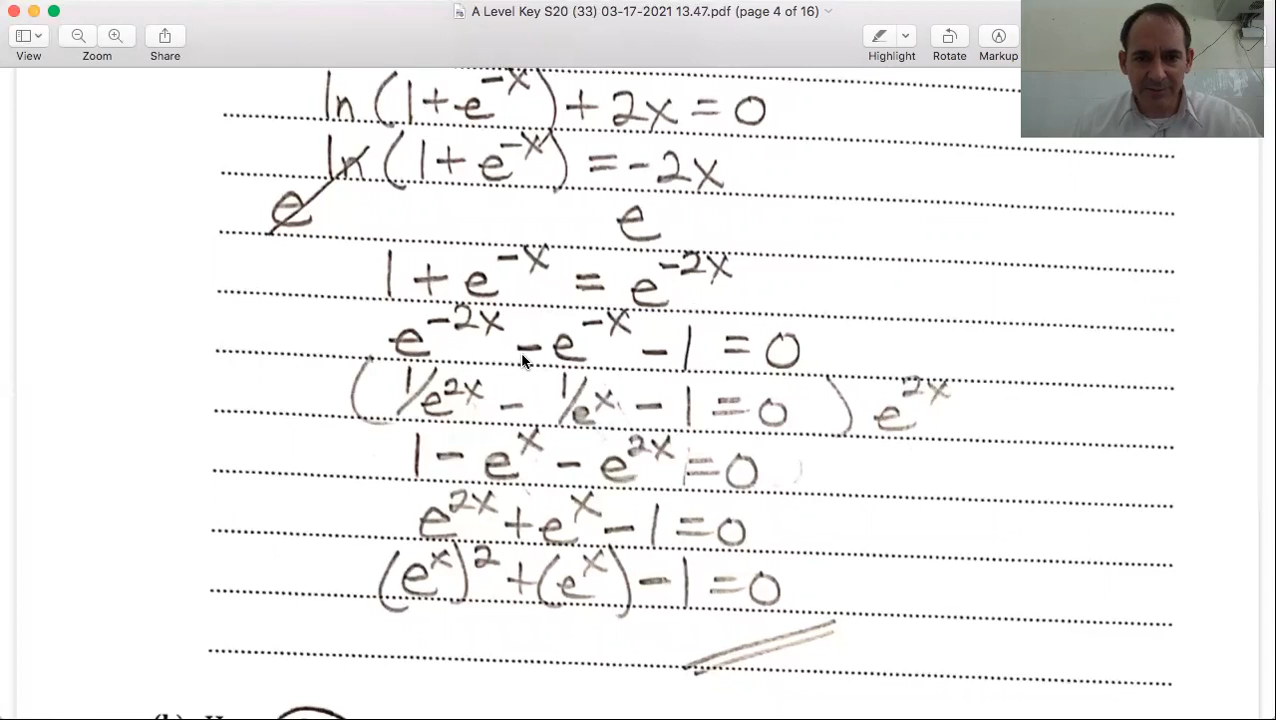 A Level Key S20 (33) 03-17-2021 13.47.pdf (page 4 of 16)
View Zoom Share Highlight Rotate Markup
ln(1+e^{-x})+2x=0
ln(1+e^{-x})=-2x
e e
1+e^{-x}=e^{-2x}
e^{-2x}-e^{-x}-1=0
(1/e^{2x}-1/e^{x}-1=0)e^{2x}
1-e^{x}-e^{2x}=0
e^{2x}+e^{x}-1=0
(e^{x})^2+(e^{x})-1=0